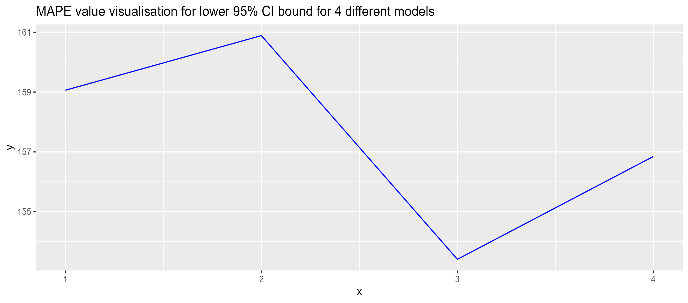 MAPE value visualisation for lower 95% CI bound for 4 different models
161
159
157
155
y
1 2 3 4
x